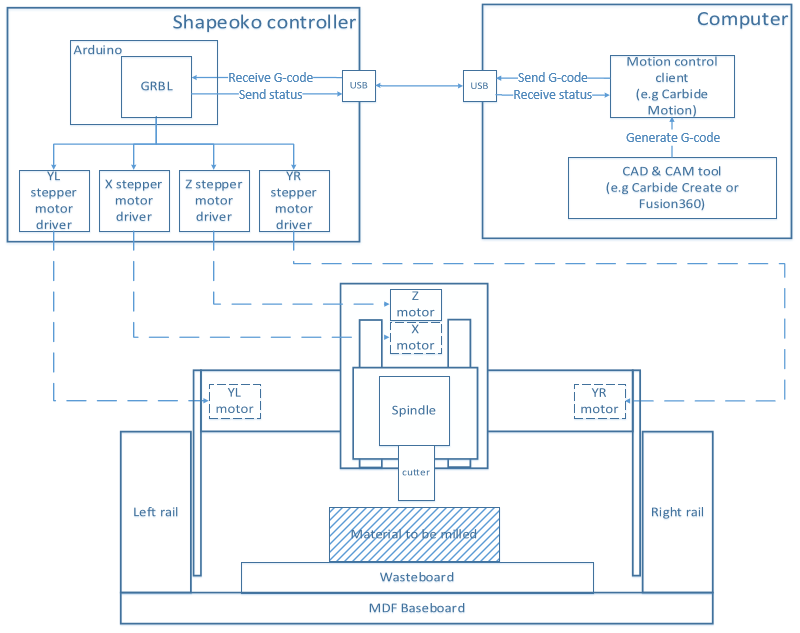 Shapeoko controller
Computer
Arduino
GRBL
Receive G-code
Send status
USB
USB
Send G-code
Receive status
Motion control
client
(e.g Carbide
Motion)
Generate G-code
CAD & CAM tool
(e.g Carbide Create or
Fusion360)
YL
stepper
motor
driver
X stepper
motor
driver
Z stepper
motor
driver
YR
stepper
motor
driver
Z
motor
X
motor
YL
motor
YR
motor
Spindle
cutter
Left rail
Right rail
Material to be milled
Wasteboard
MDF Baseboard